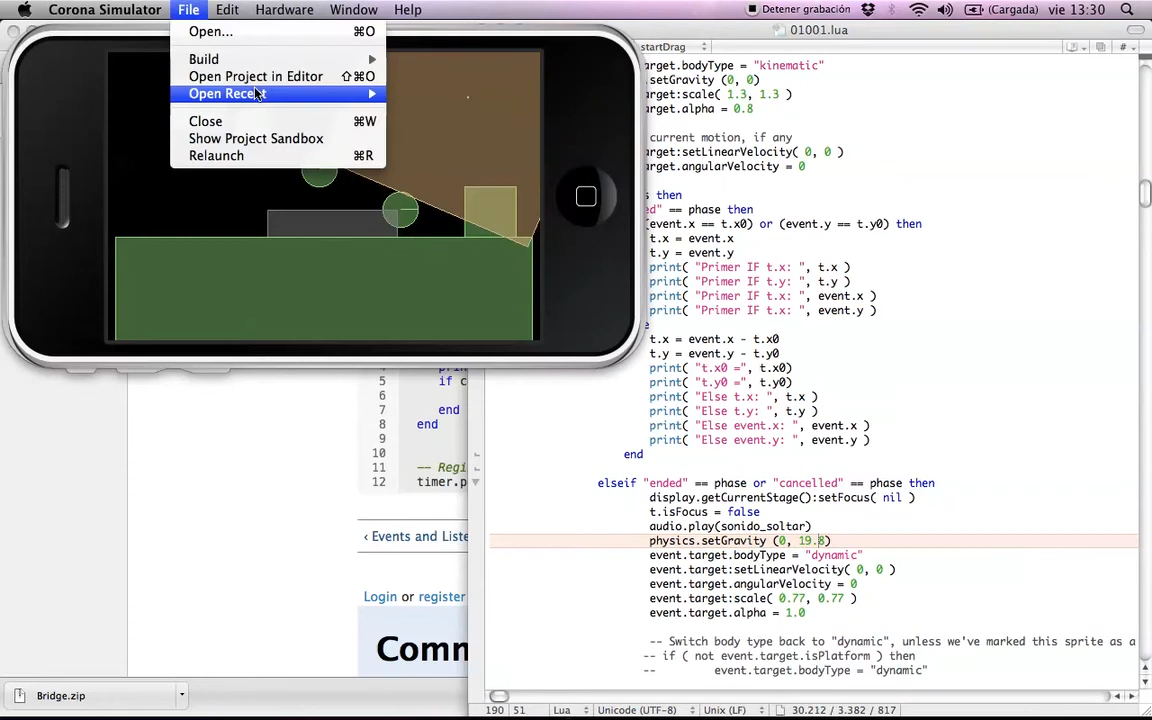 Corona Simulator File Edit Hardware Window Help Detener grabación (Cargada) vie 13:30
Open... ⌘O
Build
Open Project in Editor ⇧⌘O
Open Recent
Close ⌘W
Show Project Sandbox
Relaunch ⌘R
01001.lua
startDrag
#
target.bodyType = "kinematic"
.setGravity (0, 0)
target:scale( 1.3, 1.3 )
target.alpha = 0.8
current motion, if any
target:setLinearVelocity( 0, 0 )
target.angularVelocity = 0
s then
ed" == phase then
(event.x == t.x0) or (event.y == t.y0) then
t.x = event.x
t.y = event.y
print( "Primer IF t.x: ", t.x )
print( "Primer IF t.y: ", t.y )
print( "Primer IF t.x: ", event.x )
print( "Primer IF t.y: ", event.y )
e
t.x = event.x - t.x0
t.y = event.y - t.y0
print( "t.x0 =", t.x0)
print( "t.y0 =", t.y0)
print( "Else t.x: ", t.x )
print( "Else t.y: ", t.y )
print( "Else event.x: ", event.x )
print( "Else event.y: ", event.y )
end
elseif "ended" == phase or "cancelled" == phase then
display.getCurrentStage():setFocus( nil )
t.isFocus = false
audio.play(sonido_soltar)
physics.setGravity (0, 19.8)
event.target.bodyType = "dynamic"
event.target:setLinearVelocity( 0, 0 )
event.target.angularVelocity = 0
event.target:scale( 0.77, 0.77 )
event.target.alpha = 1.0
-- Switch body type back to "dynamic", unless we've marked this sprite as a
-- if ( not event.target.isPlatform ) then
-- event.target.bodyType = "dynamic"
190 51 Lua Unicode (UTF-8) Unix (LF) 30.212 / 3.382 / 817
4 prin
5 if c
6
7 end
8 end
9
10
11 -- Regi
12 timer.p
‹ Events and Liste
Login or register
Comm
Bridge.zip